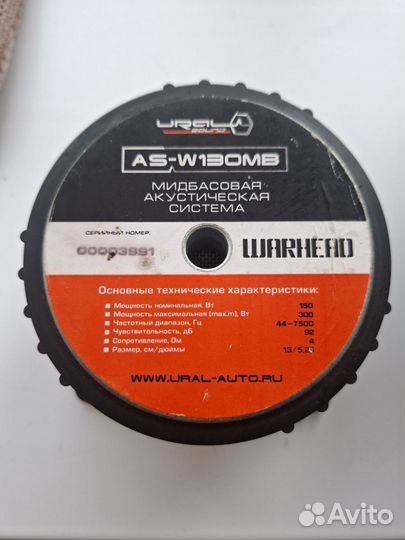 URAL
SOUND
AS-W130MB
МИДБАСОВАЯ
АКУСТИЧЕСКАЯ
СИСТЕМА
СЕРИЙНЫЙ НОМЕР:
00003991
WARHEAD
Основные технические характеристики:
Мощность номинальная, Вт 150
Мощность максимальная (max.m), Вт 300
Частотный диапазон, Гц 44-7500
Чувствительность, дБ 92
Сопротивление, Ом 4
Размер, см/дюймы 13/5,25
WWW.URAL-AUTO.RU
Avito